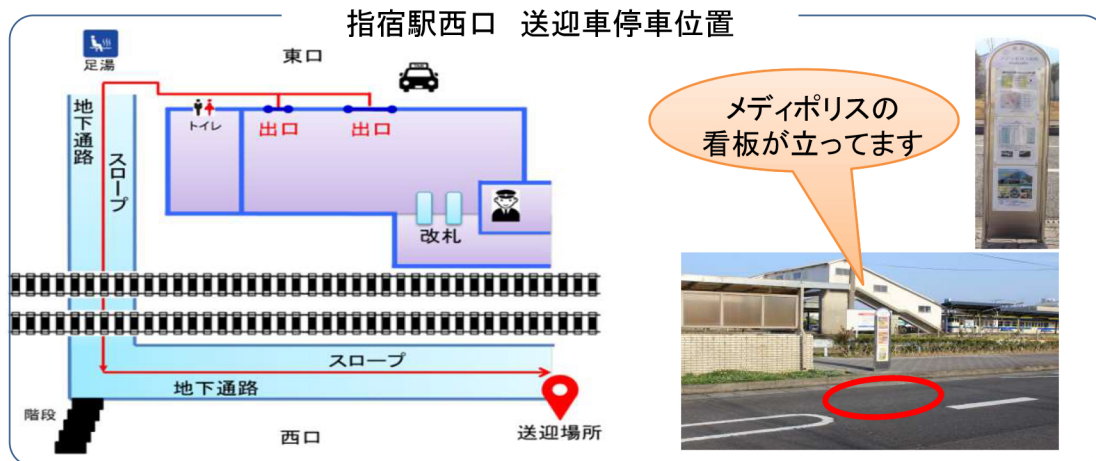 指宿駅西口 送迎車停車位置
足湯
東口
地下通路
スロープ
トイレ
出口
出口
改札
スロープ
地下通路
階段
西口
送迎場所
メディポリスの
看板が立ってます